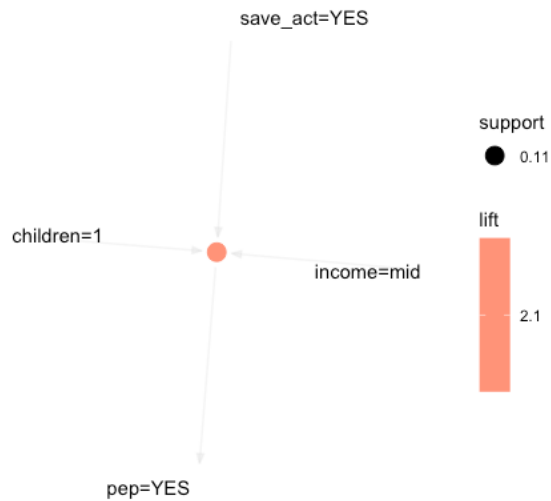 save_act=YES
support
0.11
lift
children=1
income=mid
2.1
pep=YES